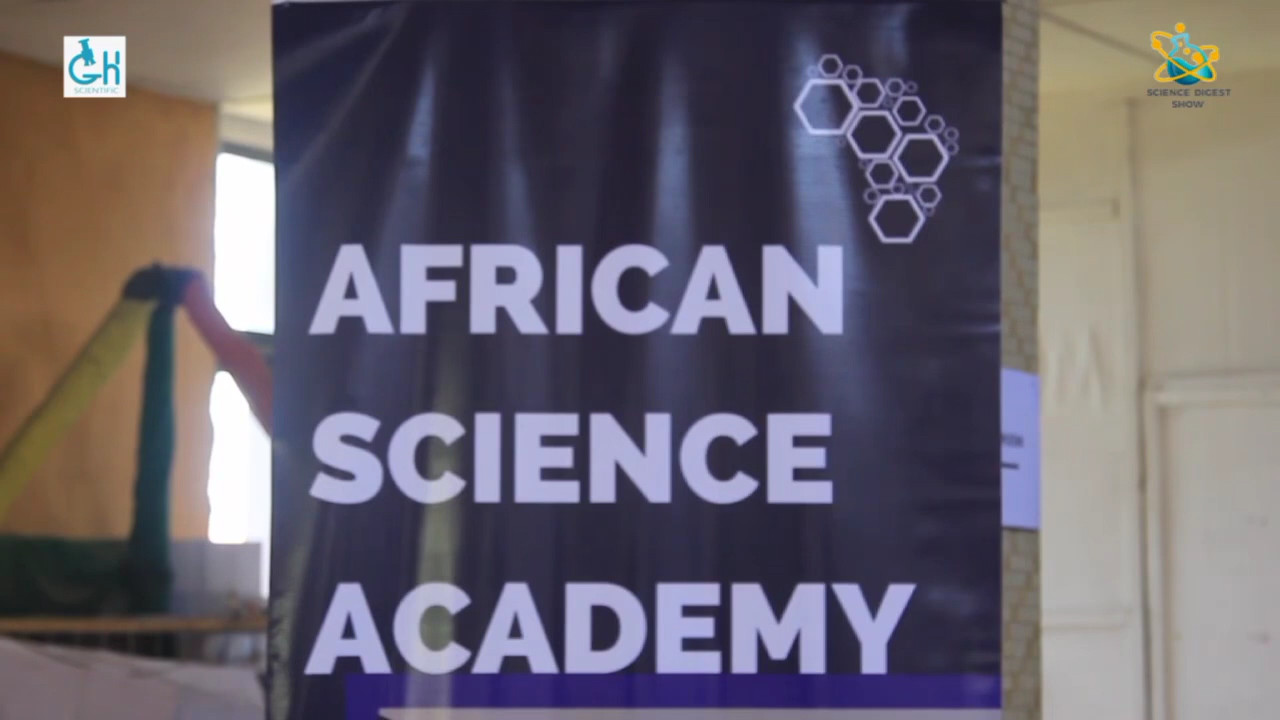 GH
SCIENTIFIC
SCIENCE DIGEST
SHOW
AFRICAN
SCIENCE
ACADEMY